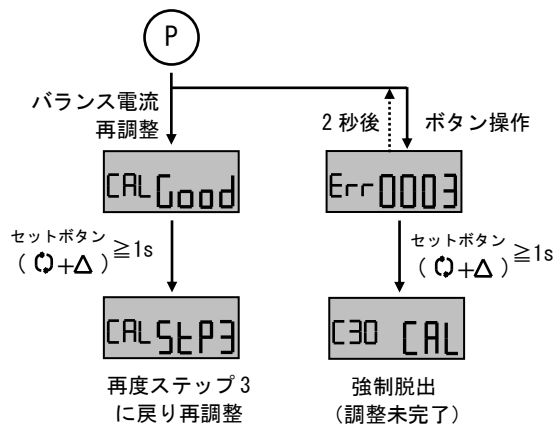 P
バランス電流
再調整
2秒後
ボタン操作
CAL Good
Err 0003
セットボタン
( +△ ) ≧1s
セットボタン
( +△ ) ≧1s
CAL StP3
C30 CAL
再度ステップ3
に戻り再調整
強制脱出
(調整未完了)